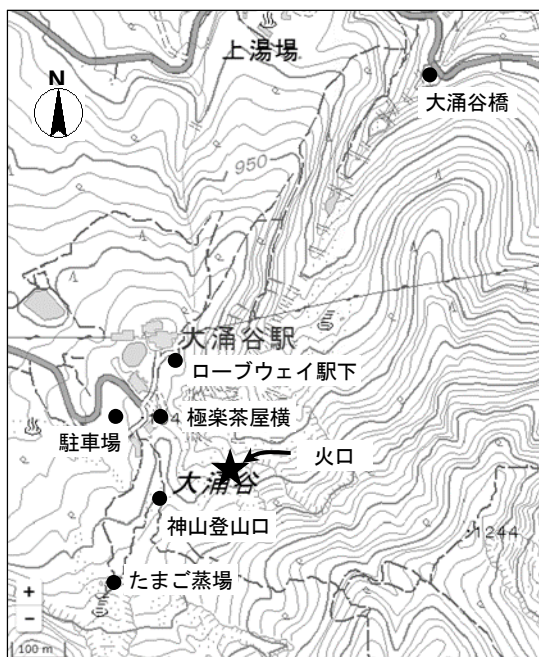 上湯場
N
大涌谷橋
950
大涌谷駅
ロープウェイ駅下
極楽茶屋横
駐車場
火口
大涌谷
神山登山口
1244
たまご蒸場
+
−
100 m